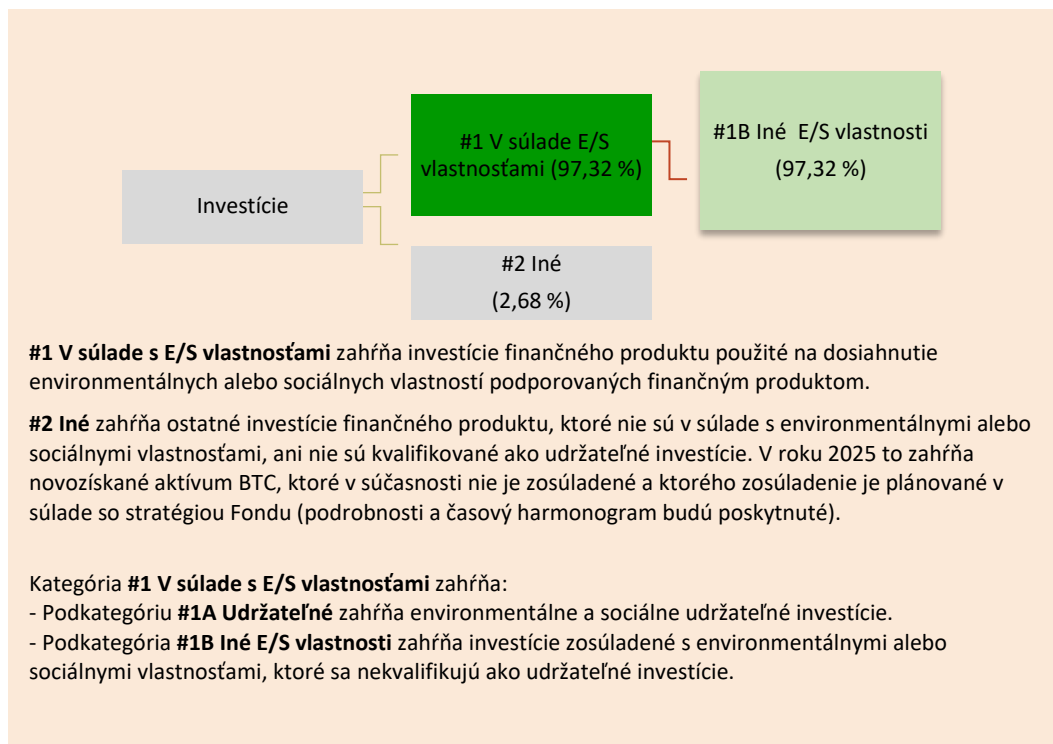 Investície
#1 V súlade E/S
vlastnosťami (97,32 %)
#1B Iné E/S vlastnosti
(97,32 %)
#2 Iné
(2,68 %)
#1 V súlade s E/S vlastnosťami zahŕňa investície finančného produktu použité na dosiahnutie
environmentálnych alebo sociálnych vlastností podporovaných finančným produktom.
#2 Iné zahŕňa ostatné investície finančného produktu, ktoré nie sú v súlade s environmentálnymi alebo
sociálnymi vlastnosťami, ani nie sú kvalifikované ako udržateľné investície. V roku 2025 to zahŕňa
novozískané aktívum BTC, ktoré v súčasnosti nie je zosúladené a ktorého zosúladenie je plánované v
súlade so stratégiou Fondu (podrobnosti a časový harmonogram budú poskytnuté).
Kategória #1 V súlade s E/S vlastnosťami zahŕňa:
- Podkategóriu #1A Udržateľné zahŕňa environmentálne a sociálne udržateľné investície.
- Podkategória #1B Iné E/S vlastnosti zahŕňa investície zosúladené s environmentálnymi alebo
sociálnymi vlastnosťami, ktoré sa nekvalifikujú ako udržateľné investície.